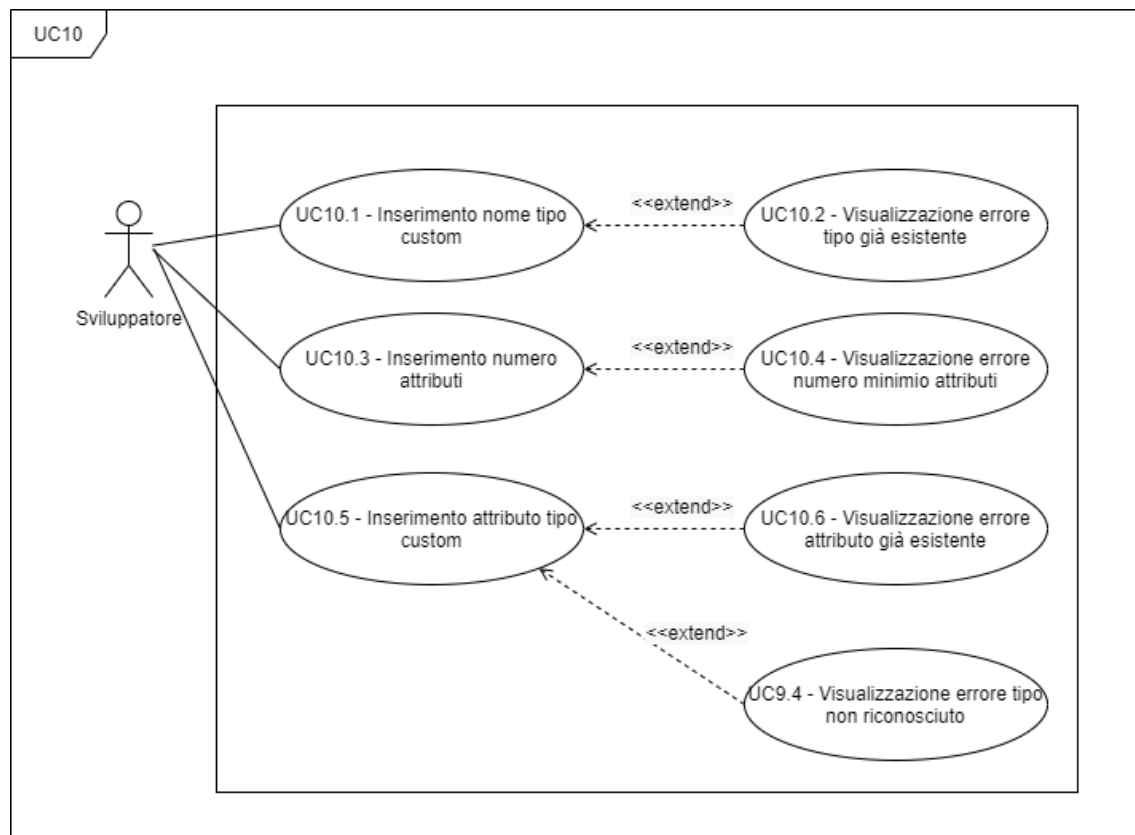 UC10
UC10.1 - Inserimento nome tipo
custom
<<extend>>
UC10.2 - Visualizzazione errore
tipo già esistente
Sviluppatore
UC10.3 - Inserimento numero
attributi
<<extend>>
UC10.4 - Visualizzazione errore
numero minimio attributi
UC10.5 - Inserimento attributo tipo
custom
<<extend>>
UC10.6 - Visualizzazione errore
attributo già esistente
<<extend>>
UC9.4 - Visualizzazione errore tipo
non riconosciuto